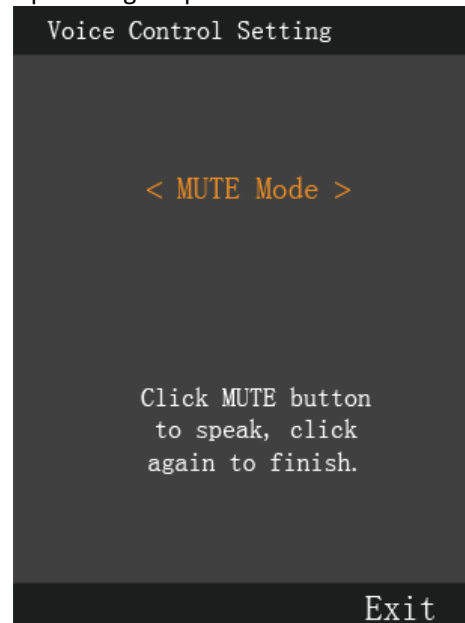 Voice Control Setting
< MUTE Mode >
Click MUTE button
to speak, click
again to finish.
Exit